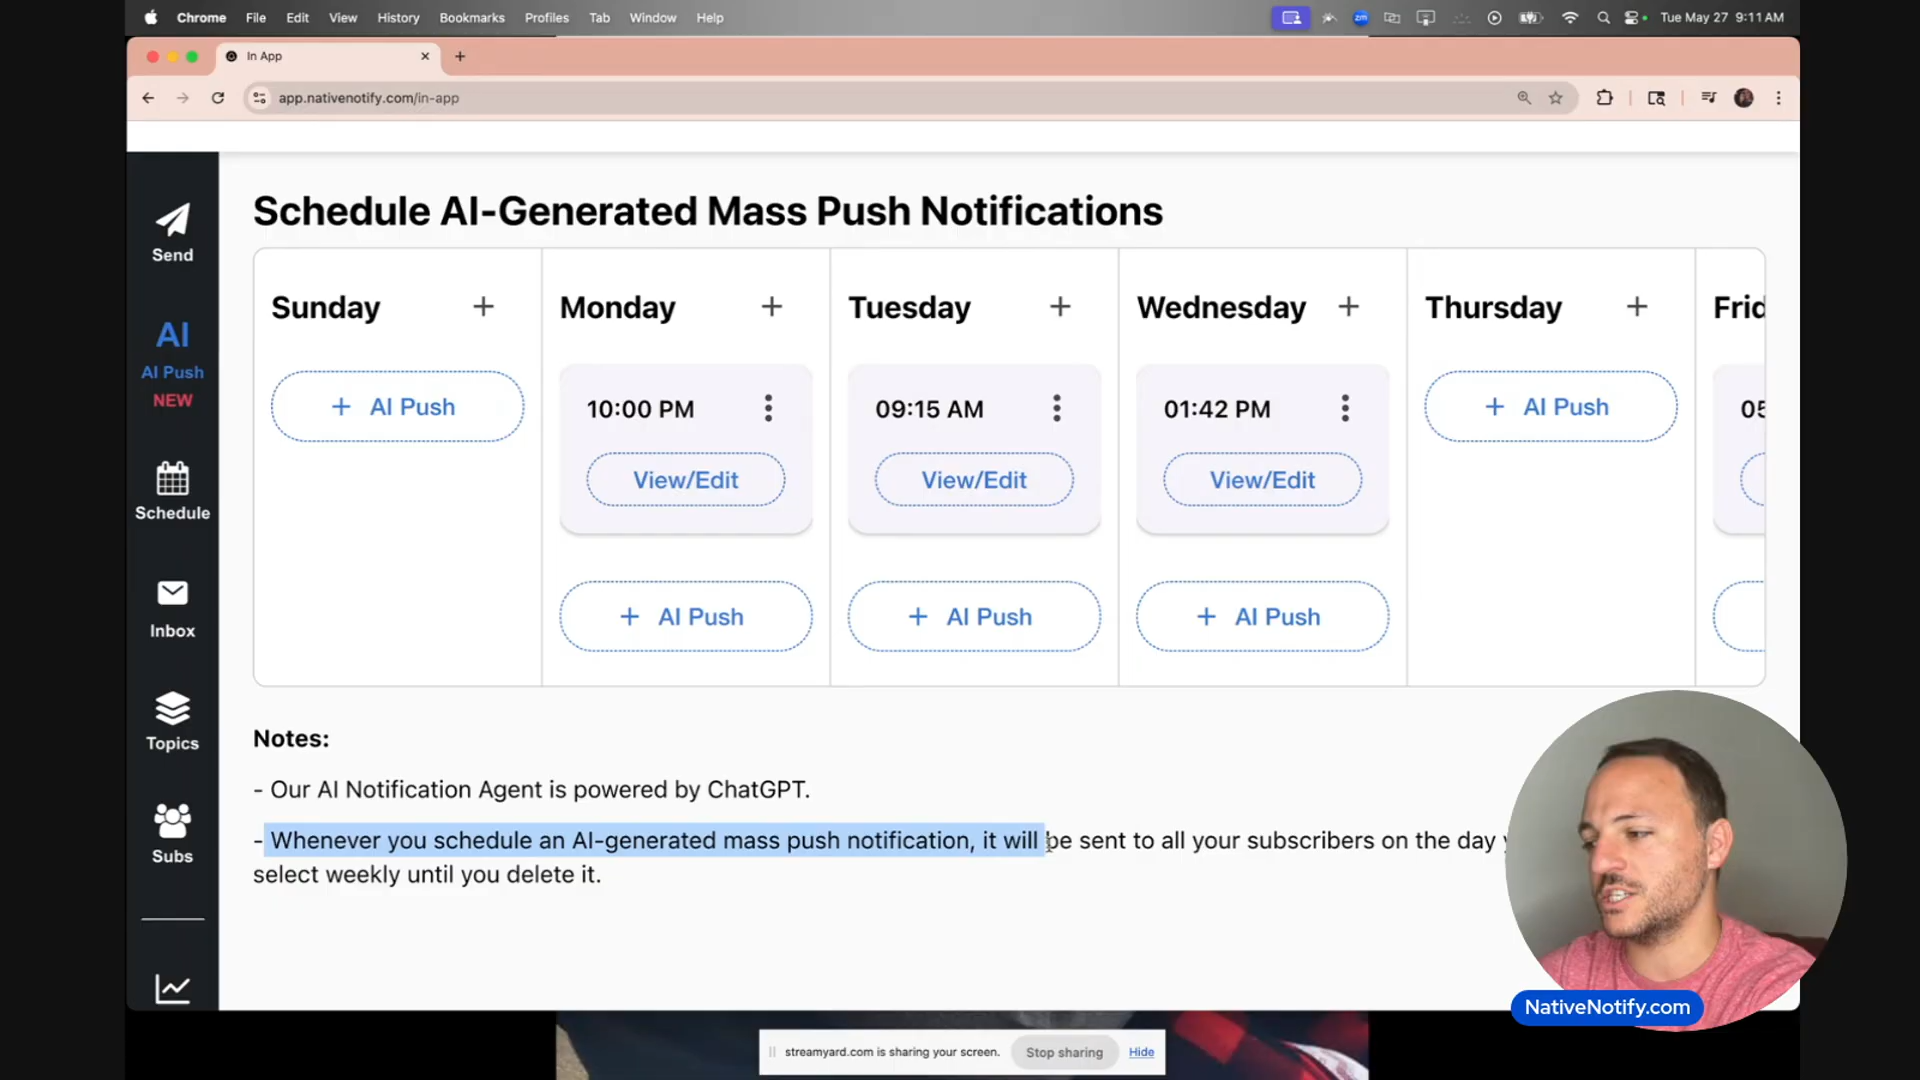 Chrome File Edit View History Bookmarks Profiles Tab Window Help
zm
Tue May 27 9:11 AM
In App
app.nativenotify.com/in-app
Send
AI
AI Push
NEW
Schedule
Inbox
Topics
Subs
Schedule AI-Generated Mass Push Notifications
Sunday + Monday + Tuesday + Wednesday + Thursday + Frid
+ AI Push
10:00 PM
View/Edit
+ AI Push
09:15 AM
View/Edit
+ AI Push
01:42 PM
View/Edit
+ AI Push
+ AI Push
05
Notes:
- Our AI Notification Agent is powered by ChatGPT.
- Whenever you schedule an AI-generated mass push notification, it will be sent to all your subscribers on the day
select weekly until you delete it.
NativeNotify.com
streamyard.com is sharing your screen. Stop sharing Hide